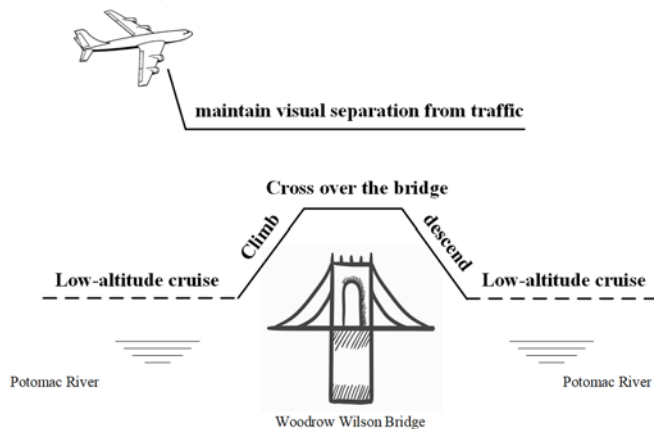 maintain visual separation from traffic
Cross over the bridge
Climb
descend
Low-altitude cruise
Low-altitude cruise
Potomac River
Potomac River
Woodrow Wilson Bridge